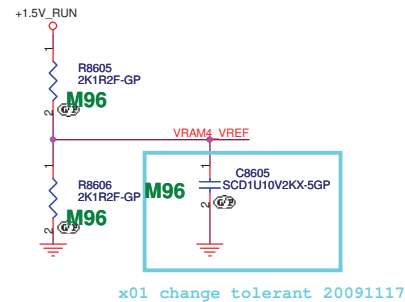 +1.5V_RUN
1
R8605
2K1R2F-GP
M96
2
G/P
VRAM4_VREF
1
R8606
2K1R2F-GP
M96
2
G/P
1
C8605
SCD1U10V2KX-5GP
M96
2
G/P
x01 change tolerant 20091117